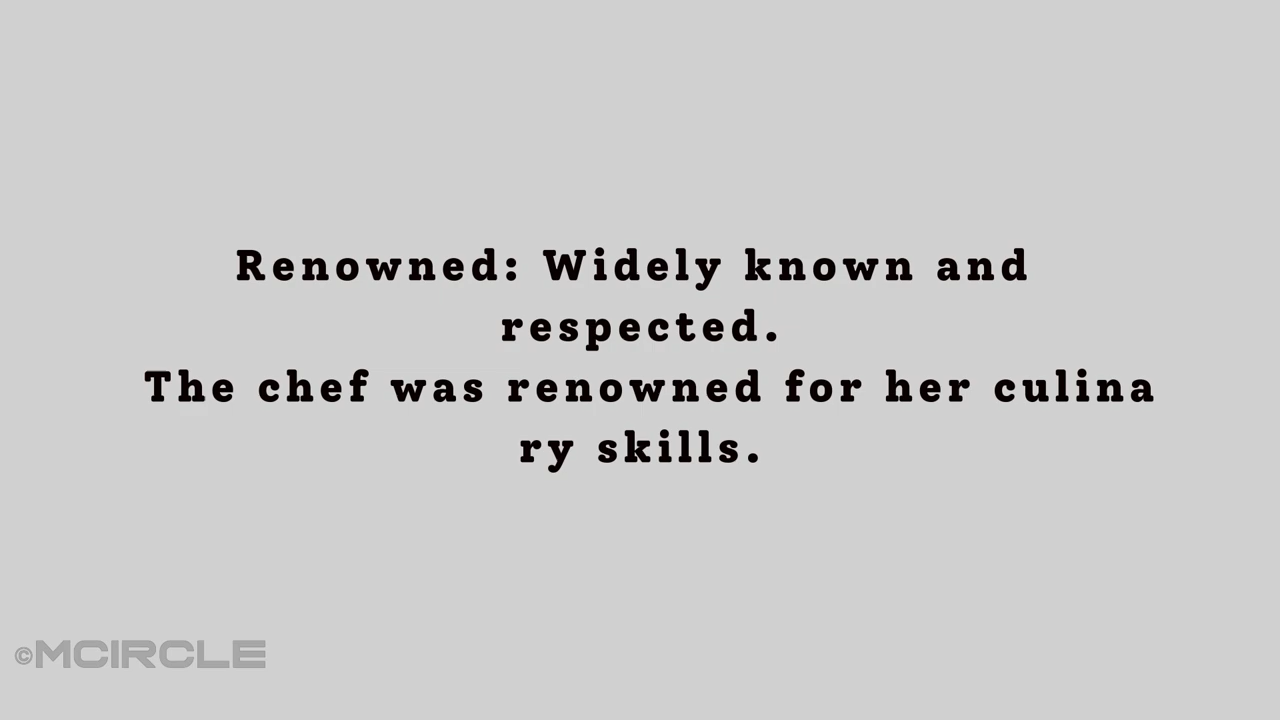 Renowned: Widely known and
respected.
The chef was renowned for her culina
ry skills.
©MCIRCLE